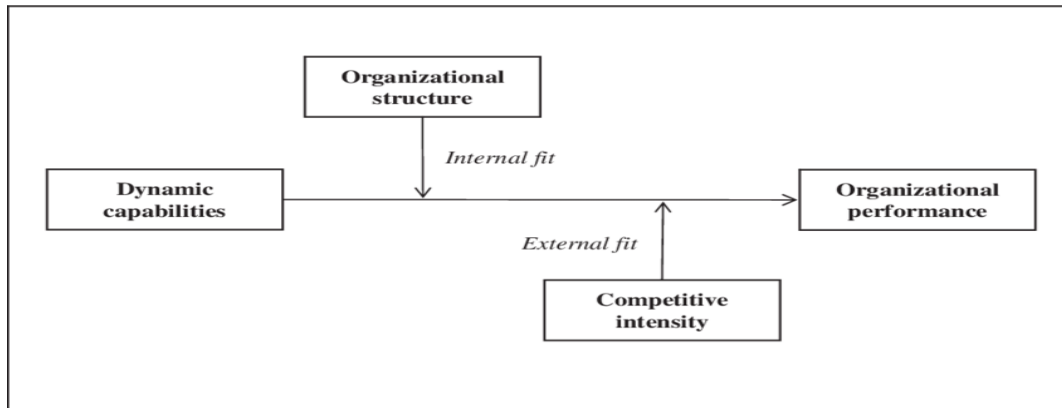 Organizational
structure
Internal fit
Dynamic
capabilities
Organizational
performance
External fit
Competitive
intensity